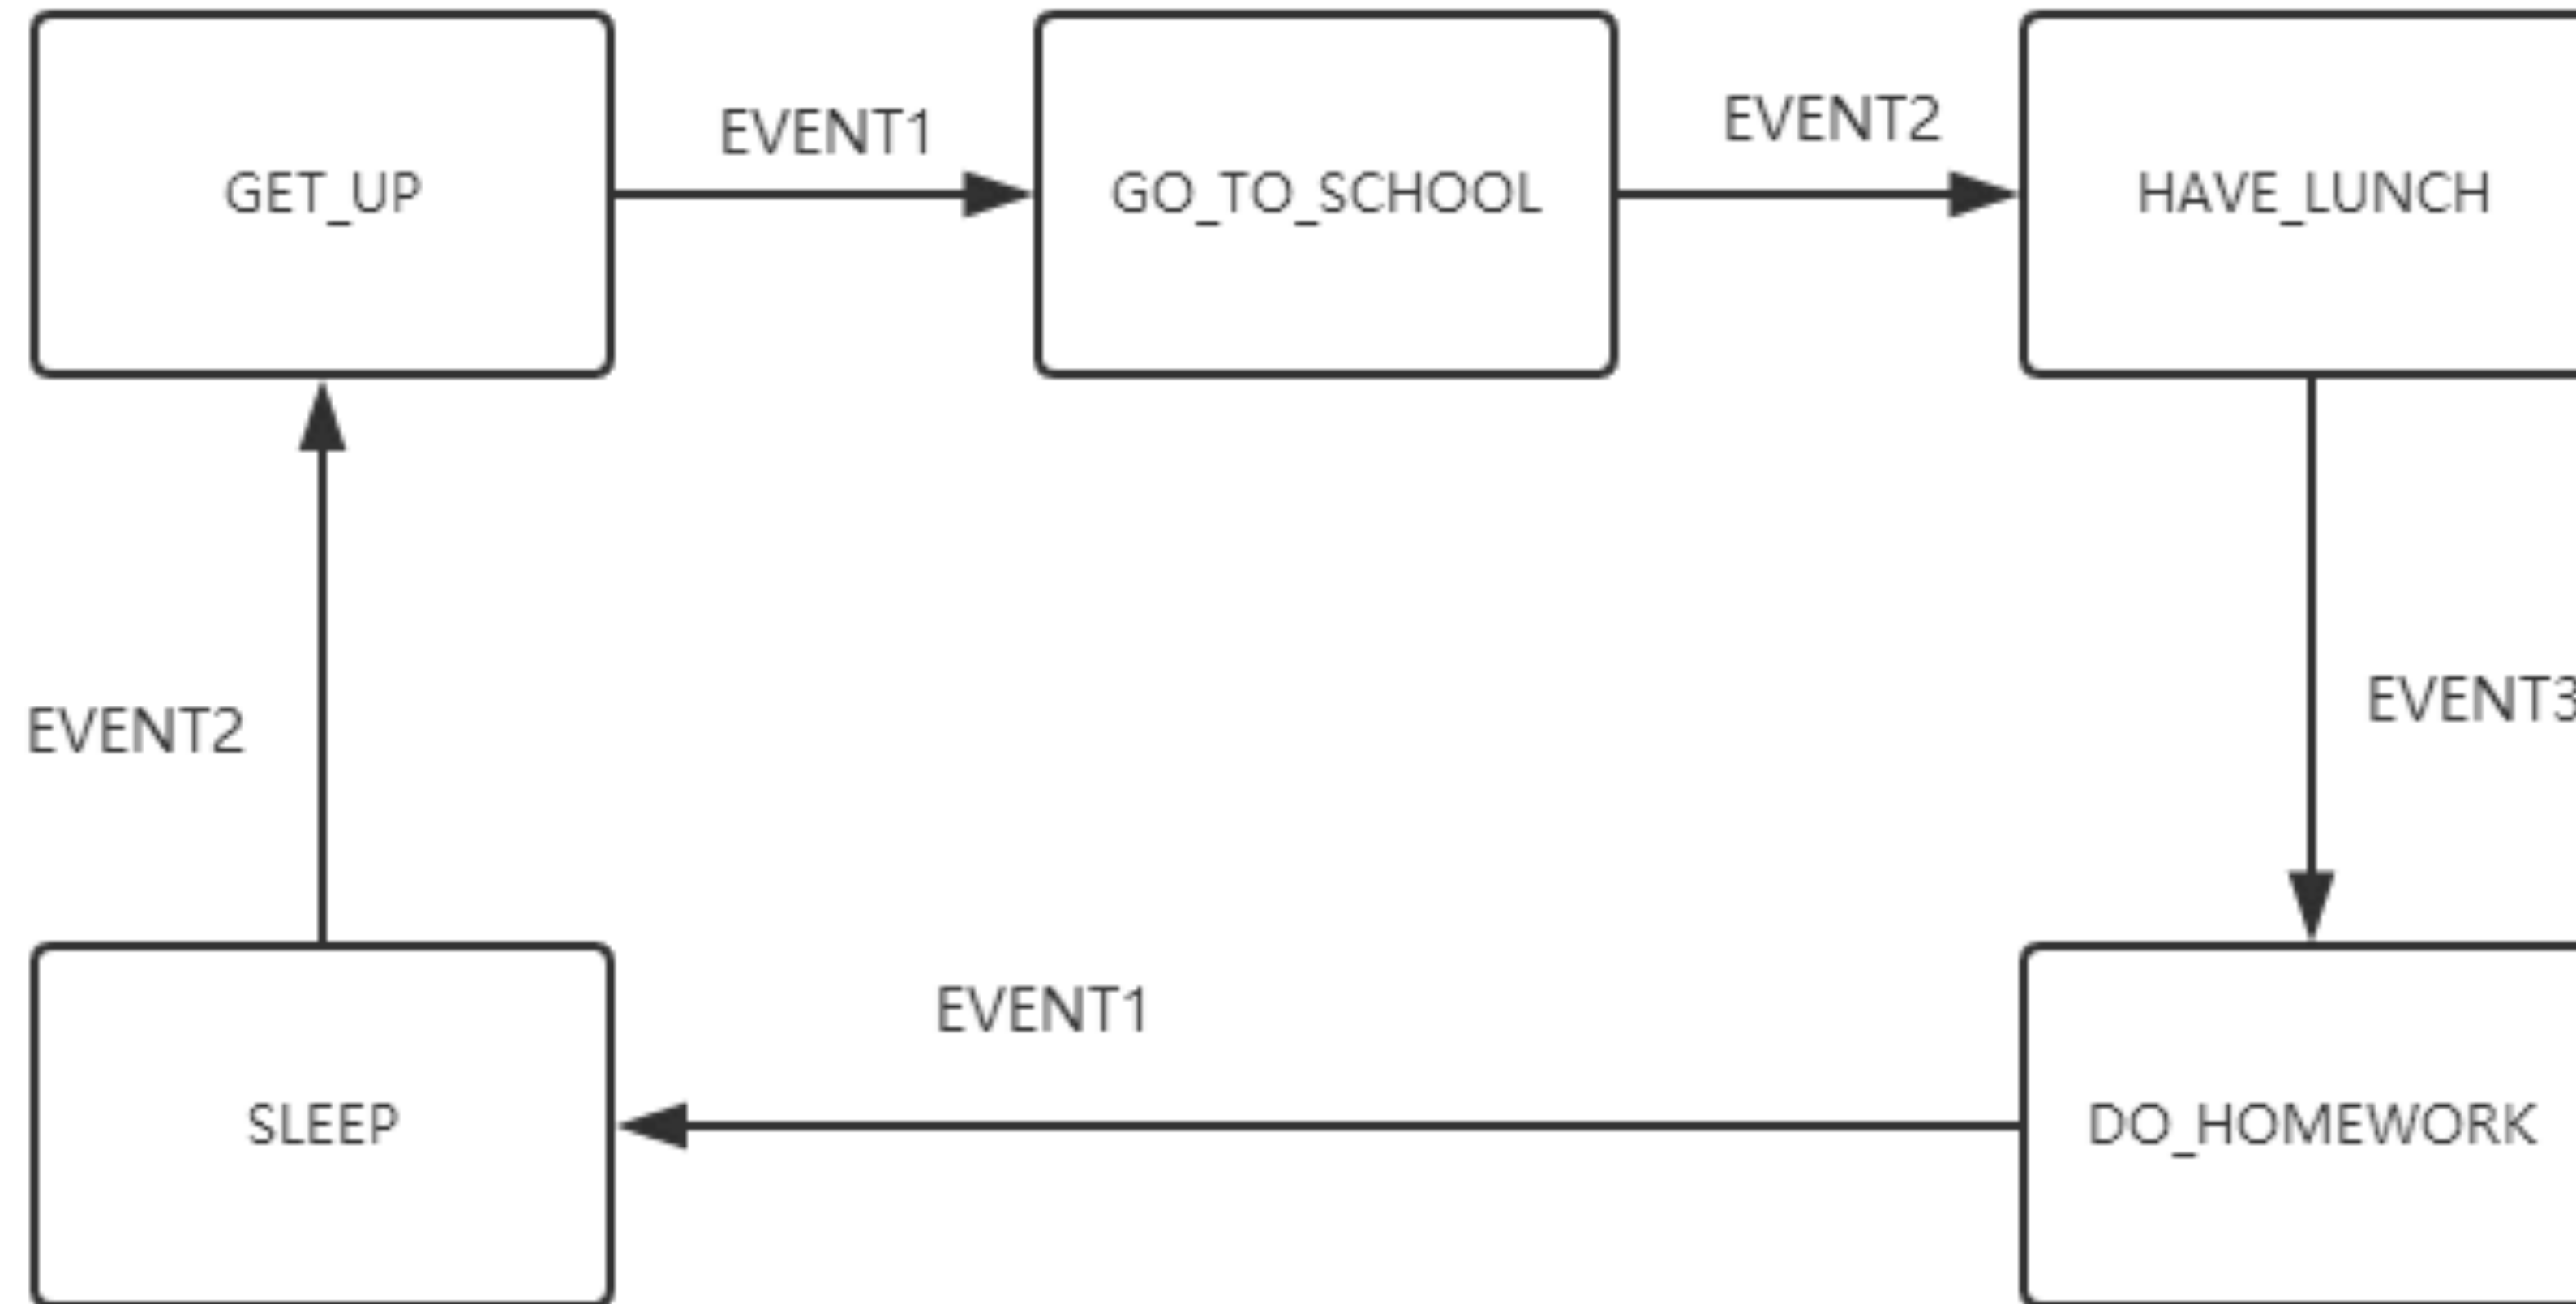 EVENT1
EVENT2
GET_UP
GO_TO_SCHOOL
HAVE_LUNCH
EVENT2
EVENT3
EVENT1
SLEEP
DO_HOMEWORK